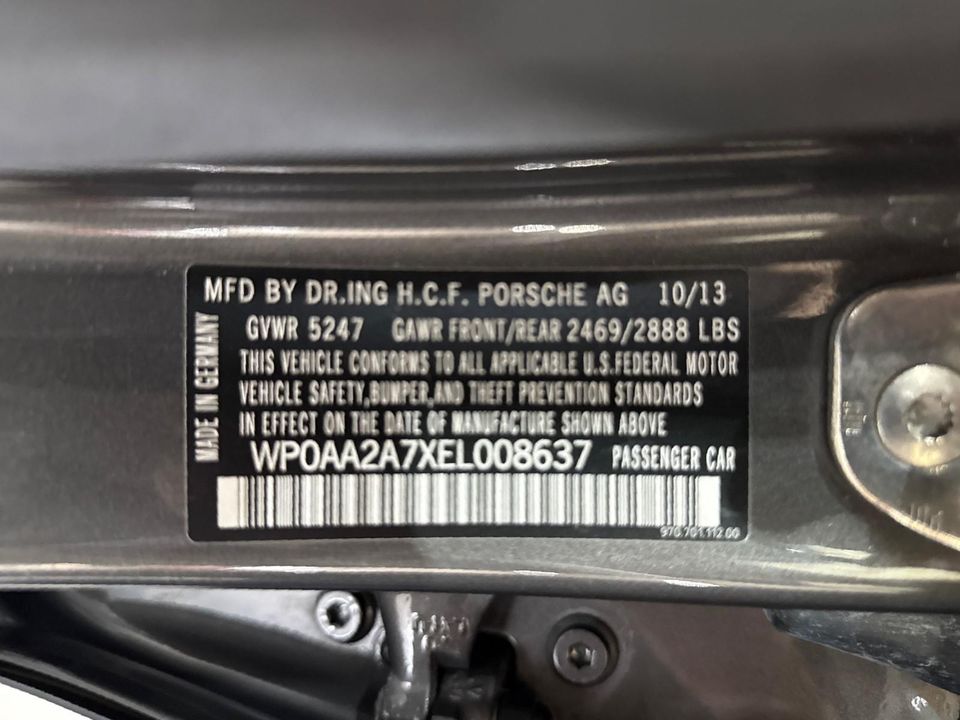 MFD BY DR.ING H.C.F. PORSCHE AG 10/13
GVWR 5247 GAWR FRONT/REAR 2469/2888 LBS
THIS VEHICLE CONFORMS TO ALL APPLICABLE U.S.FEDERAL MOTOR
VEHICLE SAFETY,BUMPER,AND THEFT PREVENTION STANDARDS
IN EFFECT ON THE DATE OF MANUFACTURE SHOWN ABOVE
WP0AA2A7XEL008637 PASSENGER CAR
MADE IN GERMANY
970.701.112.00